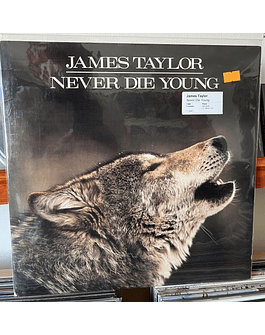 JAMES TAYLOR
NEVER DIE YOUNG
James Taylor
Never Die Young